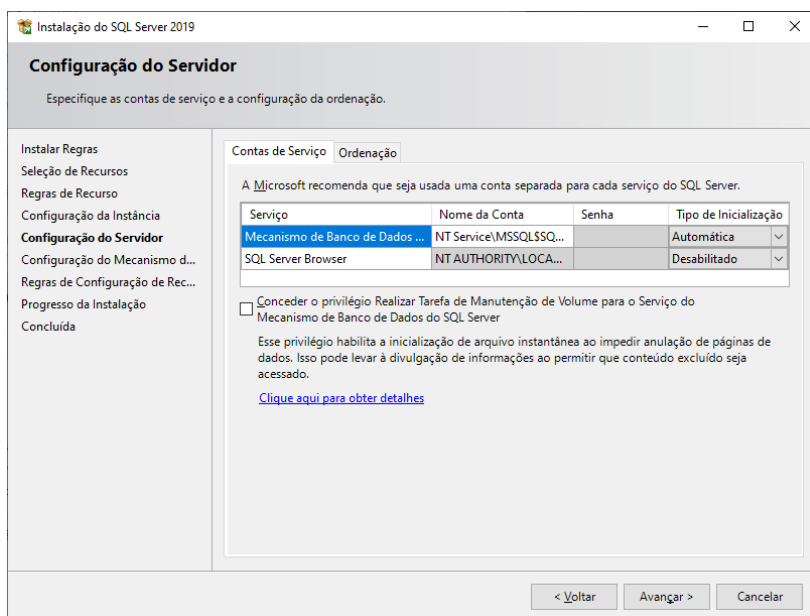 Instalação do SQL Server 2019
Configuração do Servidor
Especifique as contas de serviço e a configuração da ordenação.
Instalar Regras
Seleção de Recursos
Regras de Recurso
Configuração da Instância
Configuração do Servidor
Configuração do Mecanismo d...
Regras de Configuração de Rec...
Progresso da Instalação
Concluída
Contas de Serviço Ordenação
A Microsoft recomenda que seja usada uma conta separada para cada serviço do SQL Server.
Serviço Nome da Conta Senha Tipo de Inicialização
Mecanismo de Banco de Dados ... NT Service\MSSQL$SQ... Automática
SQL Server Browser NT AUTHORITY\LOCA... Desabilitado
Conceder o privilégio Realizar Tarefa de Manutenção de Volume para o Serviço do
Mecanismo de Banco de Dados do SQL Server
Esse privilégio habilita a inicialização de arquivo instantânea ao impedir anulação de páginas de
dados. Isso pode levar à divulgação de informações ao permitir que conteúdo excluído seja
acessado.
Clique aqui para obter detalhes
< Voltar Avançar > Cancelar